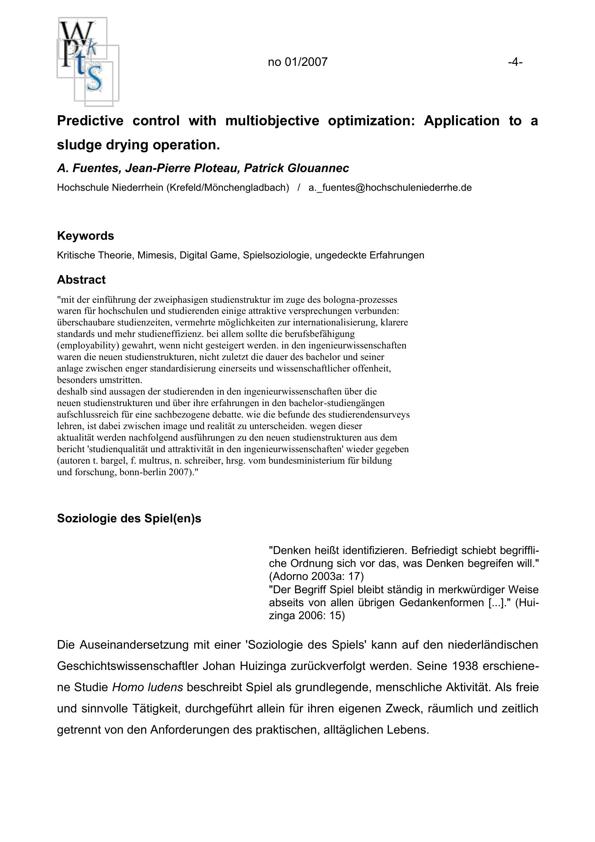 W
P k
t
S
no 01/2007 -4-
Predictive control with multiobjective optimization: Application to a
sludge drying operation.
A. Fuentes, Jean-Pierre Ploteau, Patrick Glouannec
Hochschule Niederrhein (Krefeld/Mönchengladbach) / a._fuentes@hochschuleniederrhe.de
Keywords
Kritische Theorie, Mimesis, Digital Game, Spielsoziologie, ungedeckte Erfahrungen
Abstract
"mit der einführung der zweiphasigen studienstruktur im zuge des bologna-prozesses
waren für hochschulen und studierenden einige attraktive versprechungen verbunden:
überschaubare studienzeiten, vermehrte möglichkeiten zur internationalisierung, klarere
standards und mehr studieneffizienz. bei allem sollte die berufsbefähigung
(employability) gewahrt, wenn nicht gesteigert werden. in den ingenieurwissenschaften
waren die neuen studienstrukturen, nicht zuletzt die dauer des bachelor und seiner
anlage zwischen enger standardisierung einerseits und wissenschaftlicher offenheit,
besonders umstritten.
deshalb sind aussagen der studierenden in den ingenieurwissenschaften über die
neuen studienstrukturen und über ihre erfahrungen in den bachelor-studiengängen
aufschlussreich für eine sachbezogene debatte. wie die befunde des studierendensurveys
lehren, ist dabei zwischen image und realität zu unterscheiden. wegen dieser
aktualität werden nachfolgend ausführungen zu den neuen studienstrukturen aus dem
bericht 'studienqualität und attraktivität in den ingenieurwissenschaften' wieder gegeben
(autoren t. bargel, f. multrus, n. schreiber, hrsg. vom bundesministerium für bildung
und forschung, bonn-berlin 2007)."
Soziologie des Spiel(en)s
"Denken heißt identifizieren. Befriedigt schiebt begriffli-
che Ordnung sich vor das, was Denken begreifen will."
(Adorno 2003a: 17)
"Der Begriff Spiel bleibt ständig in merkwürdiger Weise
abseits von allen übrigen Gedankenformen [...]." (Hui-
zinga 2006: 15)
Die Auseinandersetzung mit einer 'Soziologie des Spiels' kann auf den niederländischen
Geschichtswissenschaftler Johan Huizinga zurückverfolgt werden. Seine 1938 erschiene-
ne Studie Homo ludens beschreibt Spiel als grundlegende, menschliche Aktivität. Als freie
und sinnvolle Tätigkeit, durchgeführt allein für ihren eigenen Zweck, räumlich und zeitlich
getrennt von den Anforderungen des praktischen, alltäglichen Lebens.